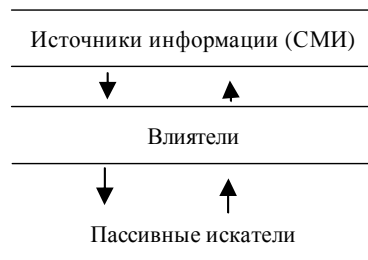 Источники информации (СМИ)
Влиятели
Пассивные искатели